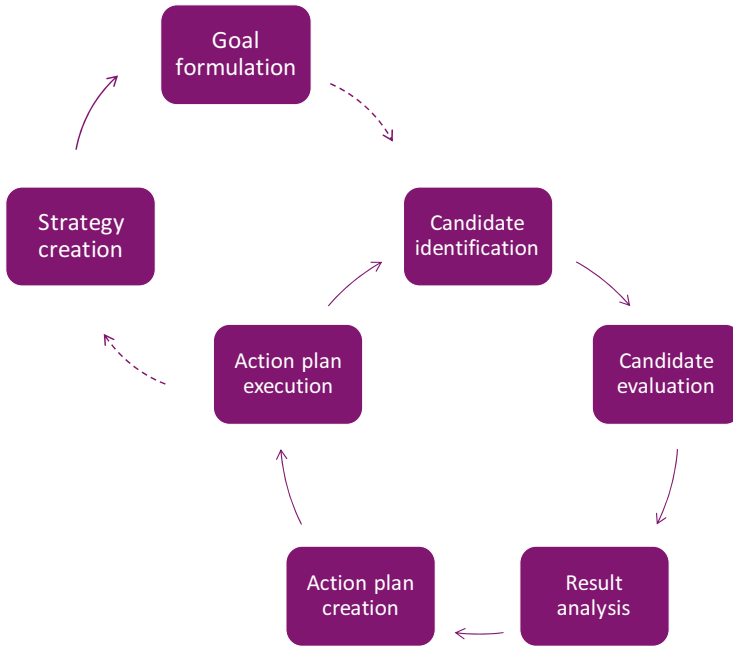 Goal
formulation
Strategy
creation
Candidate
identification
Action plan
execution
Candidate
evaluation
Action plan
creation
Result
analysis